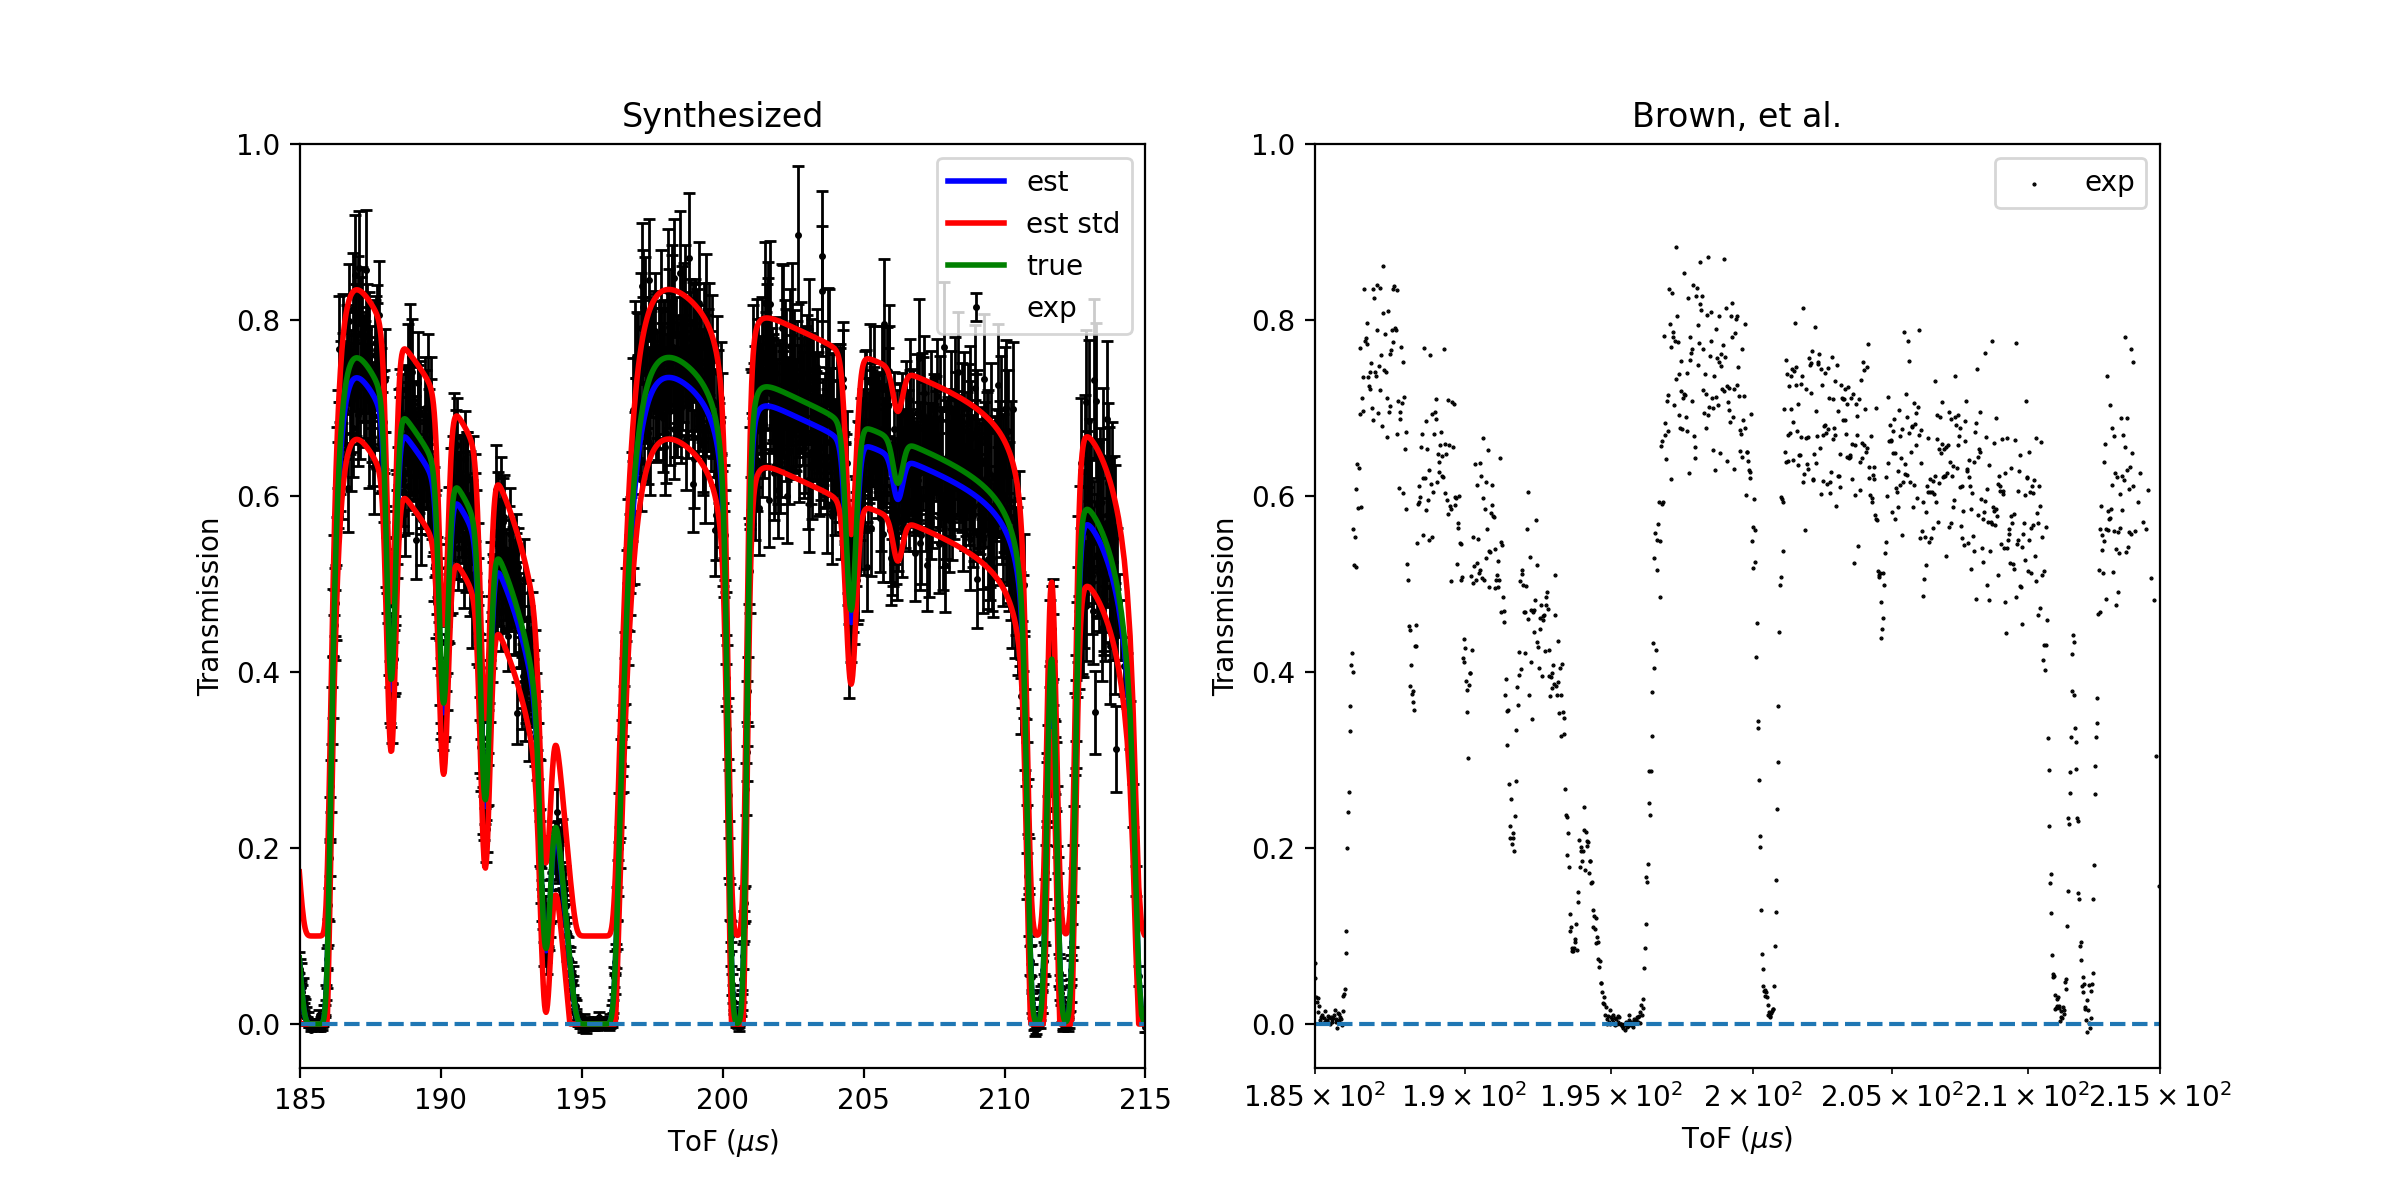 Synthesized
1.0
0.8
0.6
0.4
0.2
0.0
Transmission
est
est std
true
exp
185
190
195
200
205
210
215
ToF (μs)
Brown, et al.
1.0
0.8
0.6
0.4
0.2
0.0
Transmission
exp
1.85 × 10²
1.9 × 10²
1.95 × 10²
2 × 10²
2.05 × 10²
2.1 × 10²
2.15 × 10²
ToF (μs)